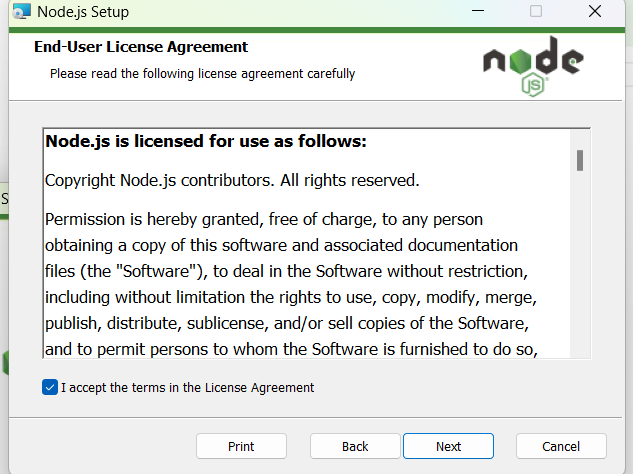 Node.js Setup
End-User License Agreement
Please read the following license agreement carefully
node
JS
Node.js is licensed for use as follows:
Copyright Node.js contributors. All rights reserved.
Permission is hereby granted, free of charge, to any person
obtaining a copy of this software and associated documentation
files (the "Software"), to deal in the Software without restriction,
including without limitation the rights to use, copy, modify, merge,
publish, distribute, sublicense, and/or sell copies of the Software,
and to permit persons to whom the Software is furnished to do so,
S
I accept the terms in the License Agreement
Print
Back
Next
Cancel